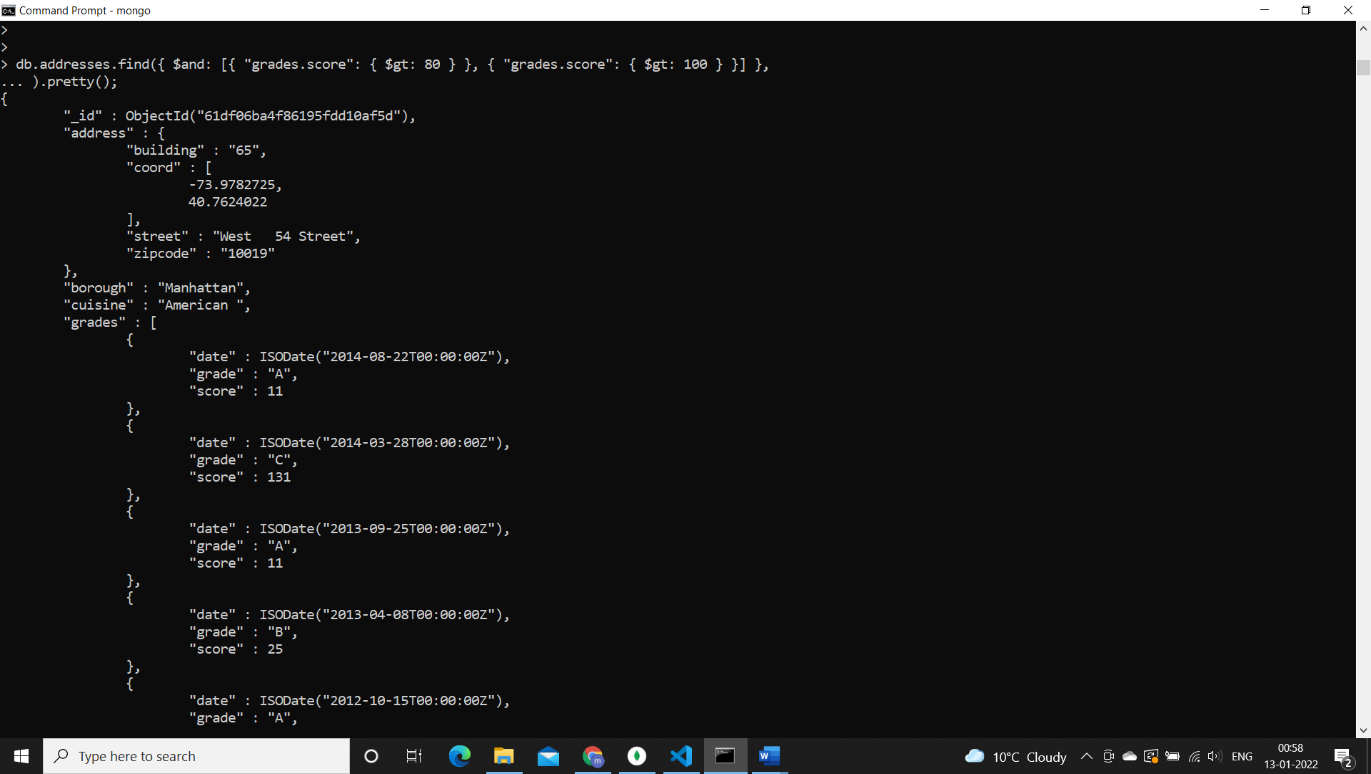 Command Prompt - mongo
>
>
> db.addresses.find({ $and: [{ "grades.score": { $gt: 80 } }, { "grades.score": { $gt: 100 } }] },
... ).pretty();
{
"_id" : ObjectId("61df06ba4f86195fdd10af5d"),
"address" : {
"building" : "65",
"coord" : [
-73.9782725,
40.7624022
],
"street" : "West   54 Street",
"zipcode" : "10019"
},
"borough" : "Manhattan",
"cuisine" : "American ",
"grades" : [
{
"date" : ISODate("2014-08-22T00:00:00Z"),
"grade" : "A",
"score" : 11
},
{
"date" : ISODate("2014-03-28T00:00:00Z"),
"grade" : "C",
"score" : 131
},
{
"date" : ISODate("2013-09-25T00:00:00Z"),
"grade" : "A",
"score" : 11
},
{
"date" : ISODate("2013-04-08T00:00:00Z"),
"grade" : "B",
"score" : 25
},
{
"date" : ISODate("2012-10-15T00:00:00Z"),
"grade" : "A",
Type here to search
10°C Cloudy
ENG
00:58
13-01-2022
2